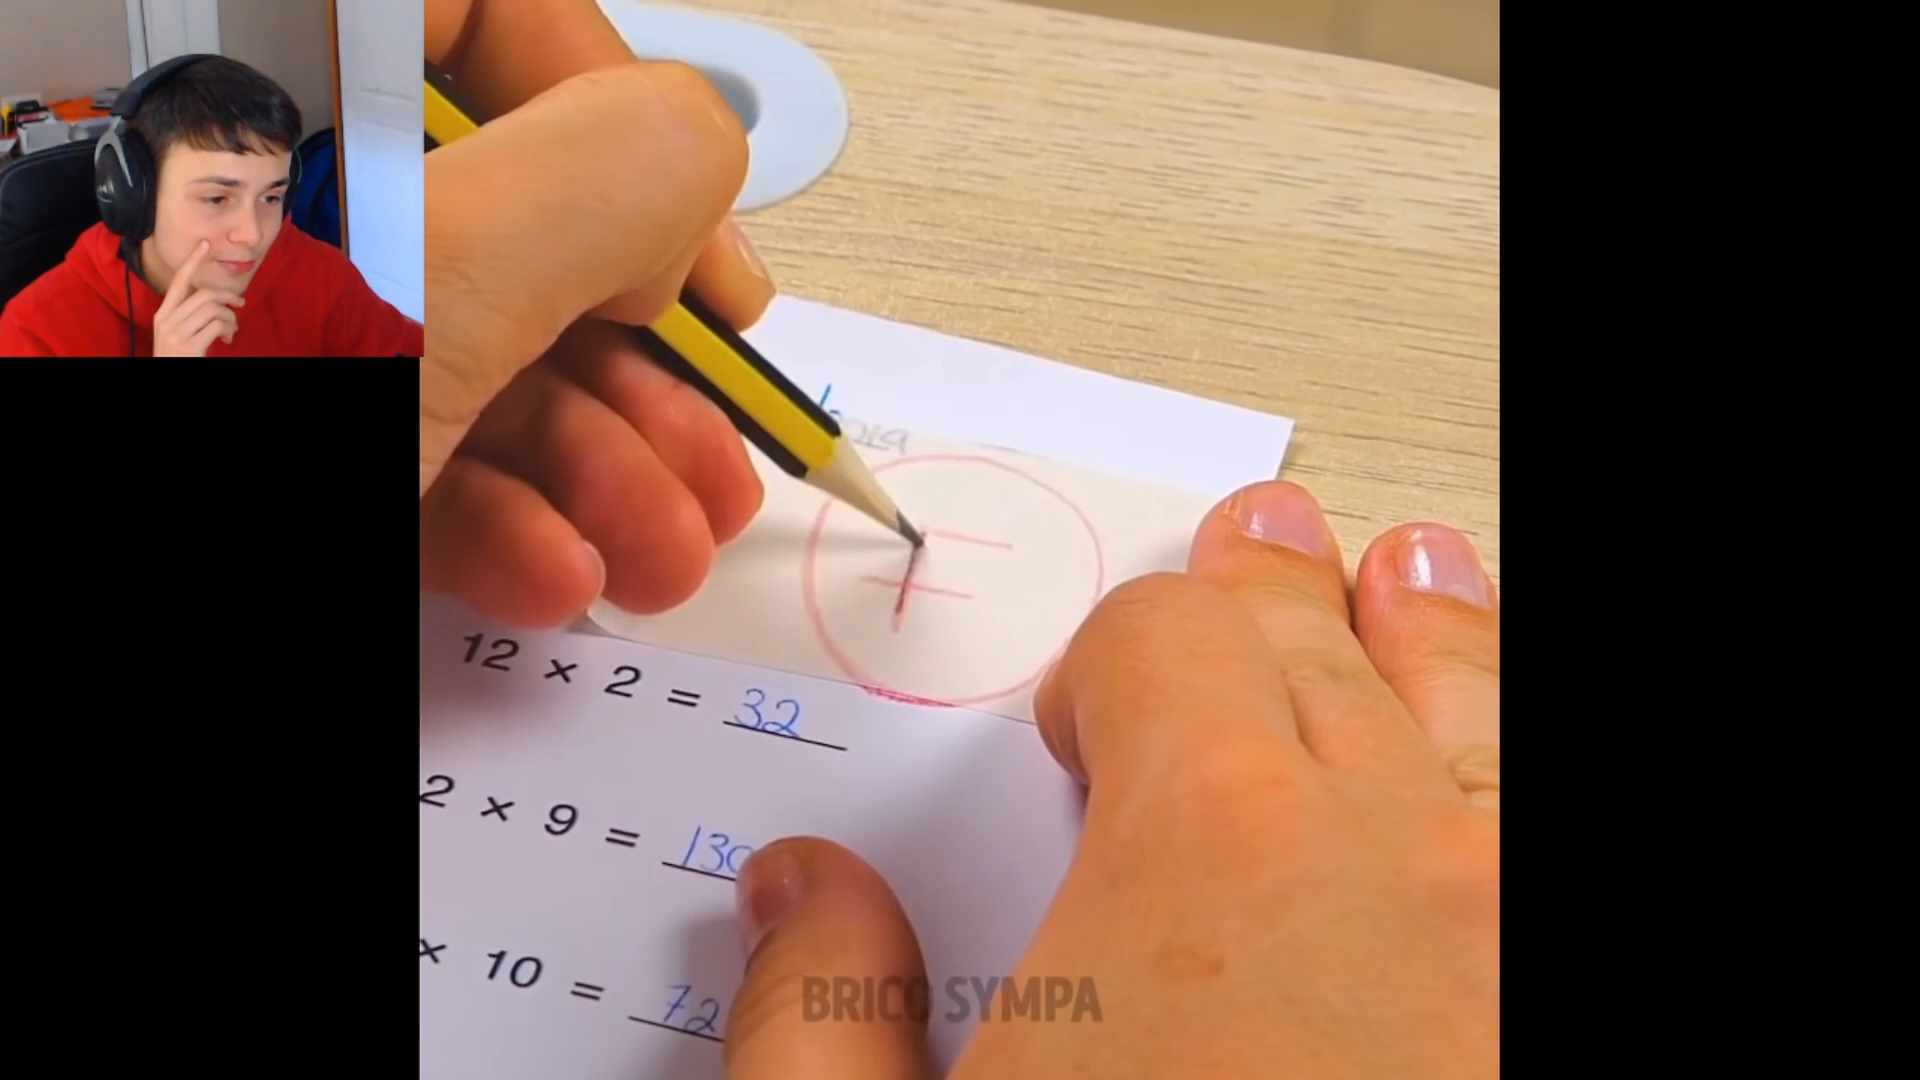 F
12 × 2 = 32
2 × 9 = 130
× 10 = 72
BRICO SYMPA